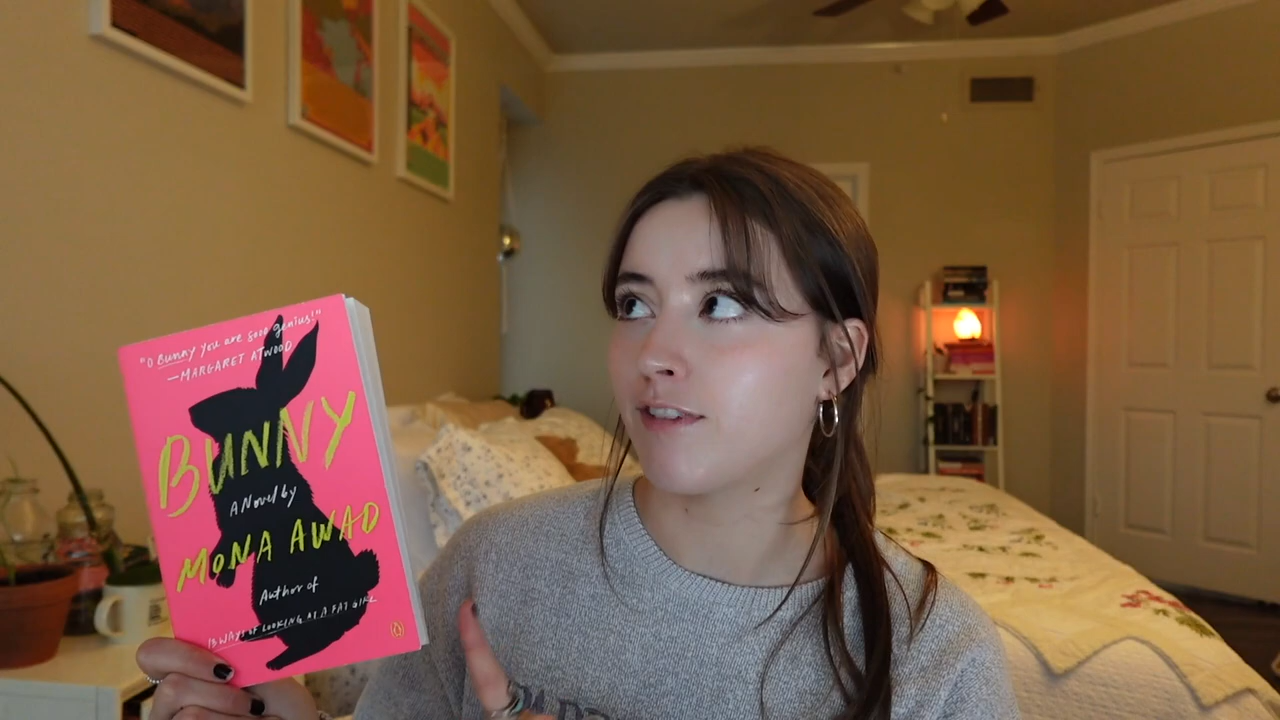 "O Bunny you are sooo genius!"
—MARGARET ATWOOD
BUNNY
A Novel by
MONA AWAD
Author of
13 WAYS OF LOOKING AT A FAT GIRL